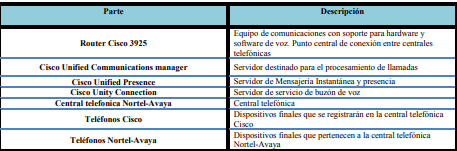 Parte Descripción
Router Cisco 3925 Equipo de comunicaciones con soporte para hardware y
software de voz. Punto central de conexión entre centrales
telefónicas
Cisco Unified Communications manager Servidor destinado para el procesamiento de llamadas
Cisco Unified Presence Servidor de Mensajería Instantánea y presencia
Cisco Unity Connection Servidor de servicio de buzón de voz
Central telefonica Nortel-Avaya Central telefónica
Teléfonos Cisco Dispositivos finales que se registrarán en la central telefónica
Cisco
Teléfonos Nortel-Avaya Dispositivos finales que pertenecen a la central telefónica
Nortel-Avaya